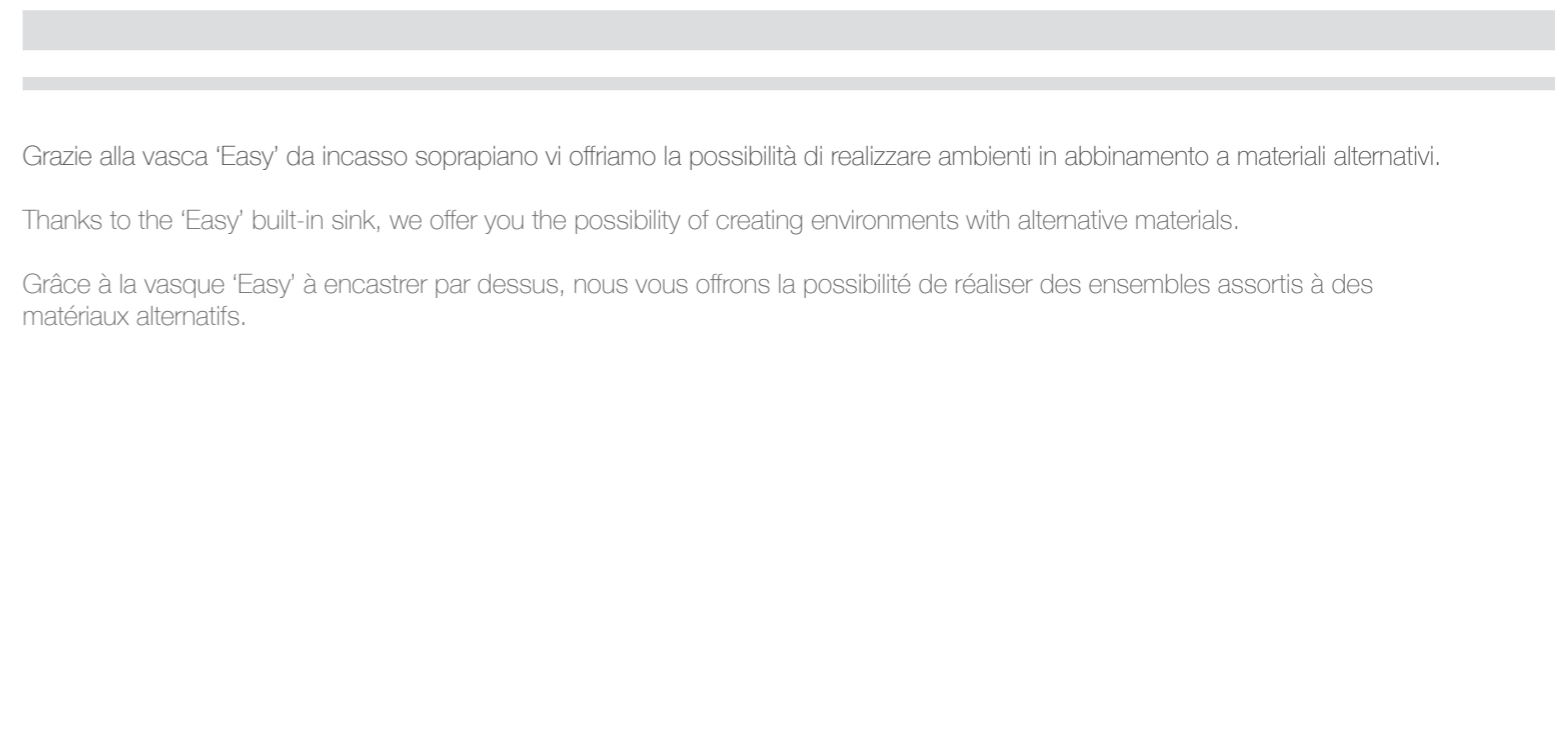 Grazie alla vasca ‘Easy’ da incasso soprapiano vi offriamo la possibilità di realizzare ambienti in abbinamento a materiali alternativi.
Thanks to the ‘Easy’ built-in sink, we offer you the possibility of creating environments with alternative materials.
Grâce à la vasque ‘Easy’ à encastrer par dessus, nous vous offrons la possibilité de réaliser des ensembles assortis à des
matériaux alternatifs.